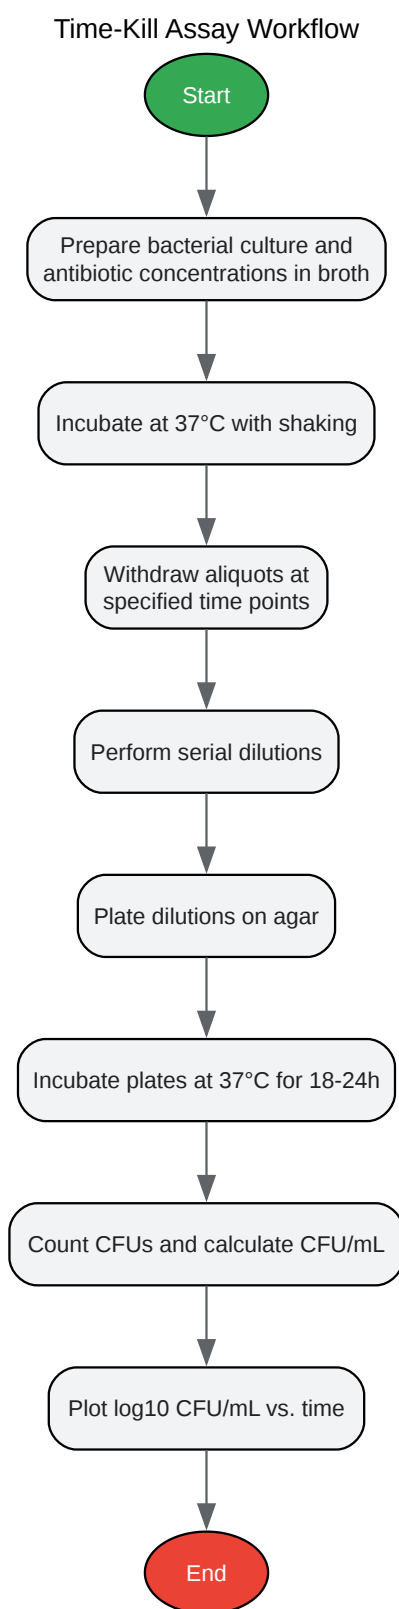 Time-Kill Assay Workflow
Start
Prepare bacterial culture and
antibiotic concentrations in broth
Incubate at 37°C with shaking
Withdraw aliquots at
specified time points
Perform serial dilutions
Plate dilutions on agar
Incubate plates at 37°C for 18-24h
Count CFUs and calculate CFU/mL
Plot log10 CFU/mL vs. time
End